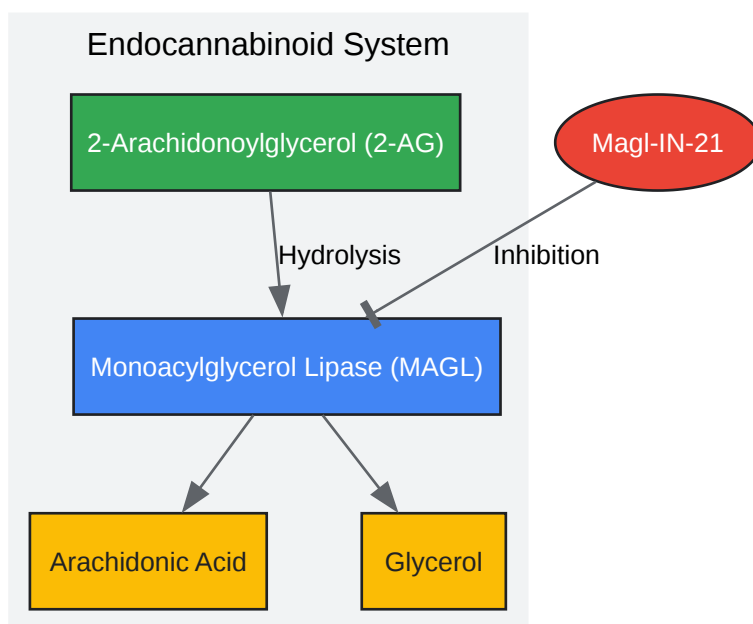 Endocannabinoid System
2-Arachidonoylglycerol (2-AG)
Magl-IN-21
Hydrolysis
Inhibition
Monoacylglycerol Lipase (MAGL)
Arachidonic Acid
Glycerol